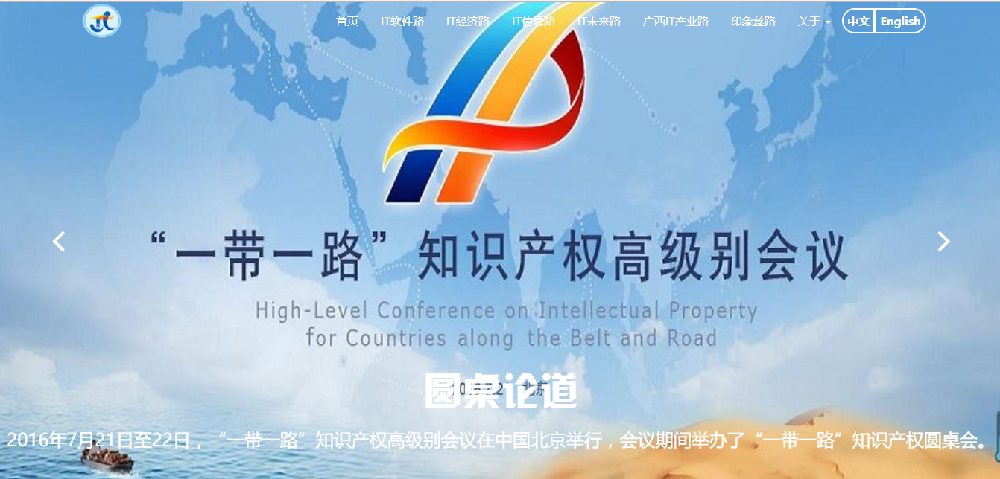 首页 IT软件路 IT经济路 IT信息路 IT未来路 广西IT产业路 印象丝路 关于 中文 English
“一带一路”知识产权高级别会议
High-Level Conference on Intellectual Property
for Countries along the Belt and Road
圆桌论道
2016年7月21日至22日，“一带一路”知识产权高级别会议在中国北京举行，会议期间举办了“一带一路”知识产权圆桌会。